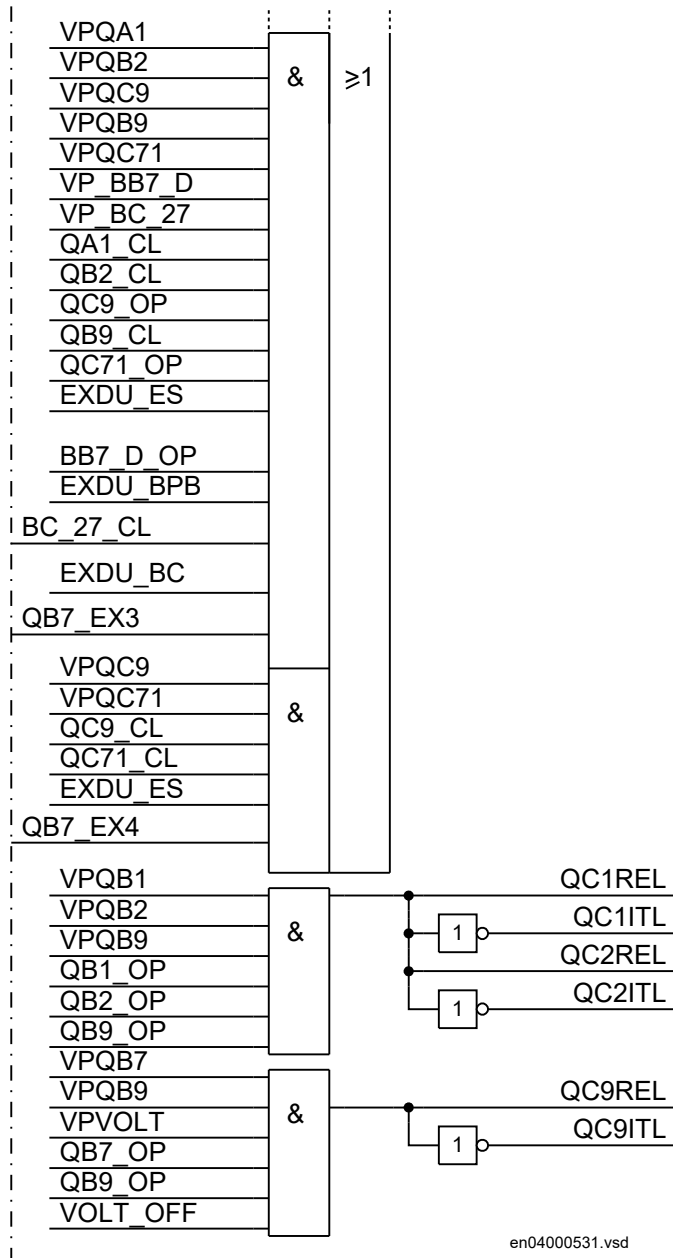 VPQA1
& ≥1
VPQB2
VPQC9
VPQB9
VPQC71
VP_BB7_D
VP_BC_27
QA1_CL
QB2_CL
QC9_OP
QB9_CL
QC71_OP
EXDU_ES
BB7_D_OP
EXDU_BPB
BC_27_CL
EXDU_BC
QB7_EX3
VPQC9
VPQC71
&
QC9_CL
QC71_CL
EXDU_ES
QB7_EX4
VPQB1
QC1REL
VPQB2
&
1
QC1ITL
VPQB9
QC2REL
QB1_OP
QB2_OP
1
QC2ITL
QB9_OP
VPQB7
VPQB9
QC9REL
VPVOLT
&
1
QC9ITL
QB7_OP
QB9_OP
VOLT_OFF
en04000531.vsd